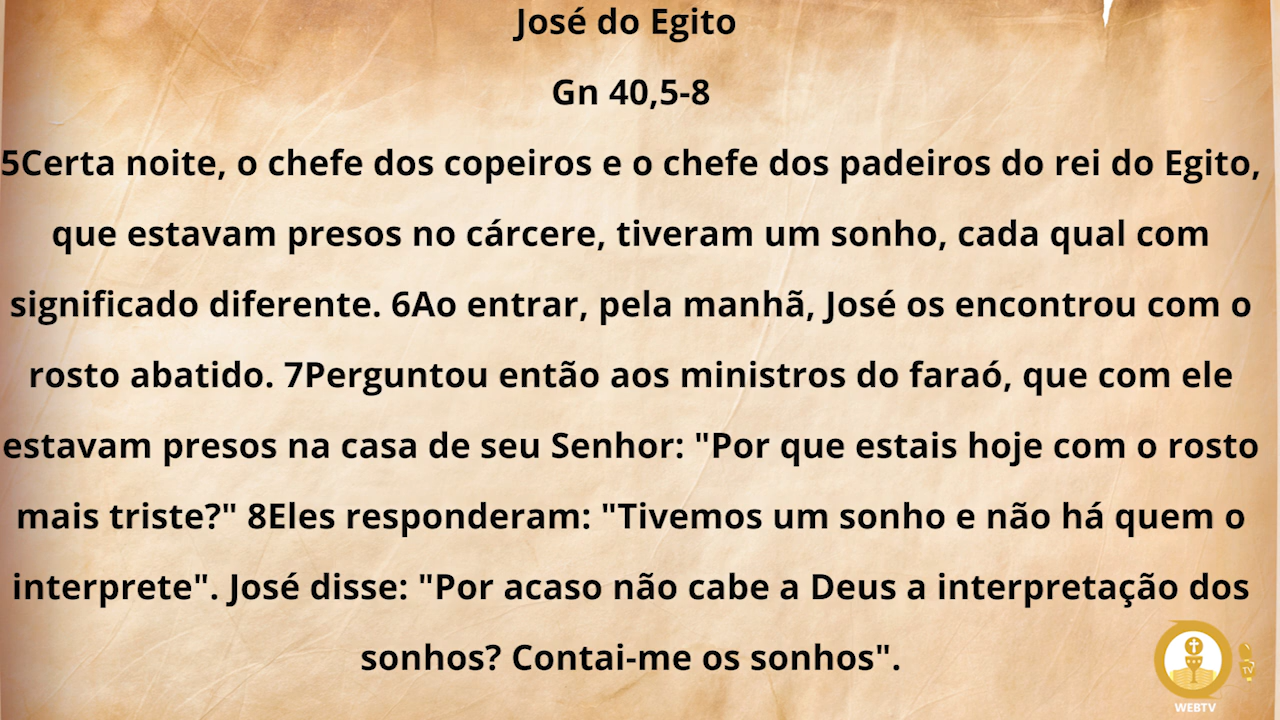 José do Egito
Gn 40,5-8
5Certa noite, o chefe dos copeiros e o chefe dos padeiros do rei do Egito,
que estavam presos no cárcere, tiveram um sonho, cada qual com
significado diferente. 6Ao entrar, pela manhã, José os encontrou com o
rosto abatido. 7Perguntou então aos ministros do faraó, que com ele
estavam presos na casa de seu Senhor: "Por que estais hoje com o rosto
mais triste?" 8Eles responderam: "Tivemos um sonho e não há quem o
interprete". José disse: "Por acaso não cabe a Deus a interpretação dos
sonhos? Contai-me os sonhos".
TV
WEBTV